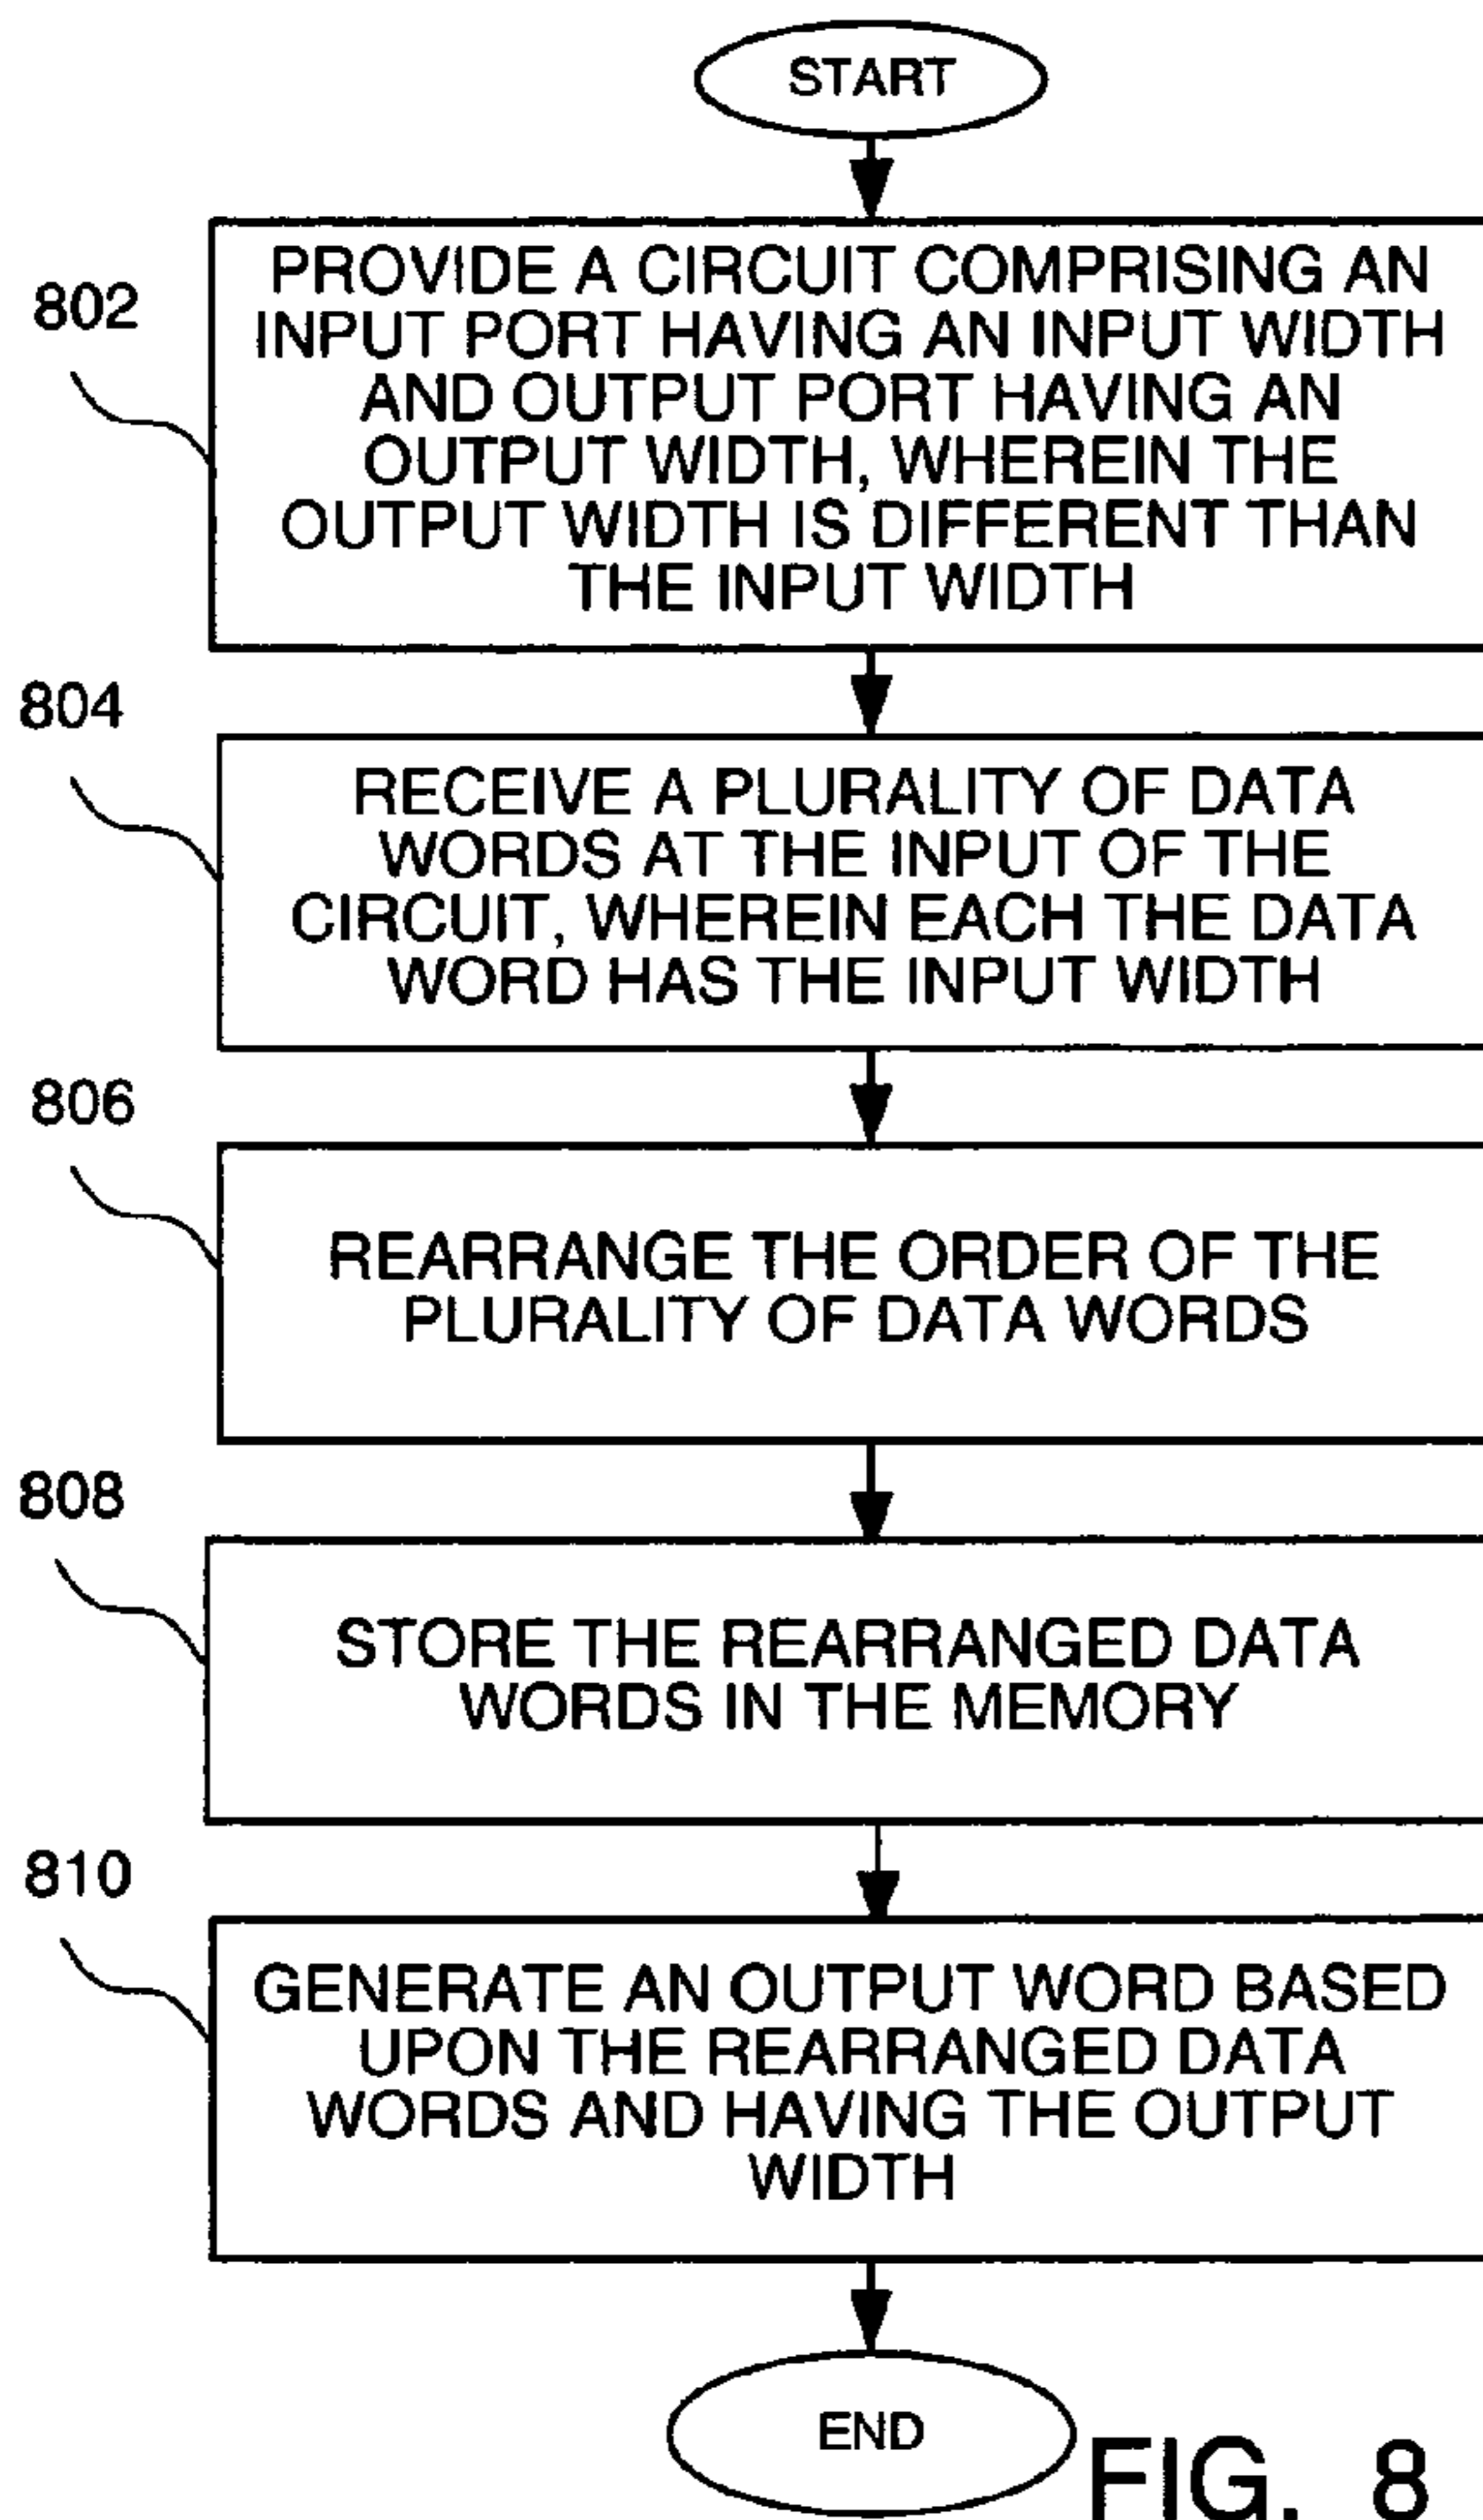 START
802
PROVIDE A CIRCUIT COMPRISING AN
INPUT PORT HAVING AN INPUT WIDTH
AND OUTPUT PORT HAVING AN
OUTPUT WIDTH, WHEREIN THE
OUTPUT WIDTH IS DIFFERENT THAN
THE INPUT WIDTH
804
RECEIVE A PLURALITY OF DATA
WORDS AT THE INPUT OF THE
CIRCUIT, WHEREIN EACH THE DATA
WORD HAS THE INPUT WIDTH
806
REARRANGE THE ORDER OF THE
PLURALITY OF DATA WORDS
808
STORE THE REARRANGED DATA
WORDS IN THE MEMORY
810
GENERATE AN OUTPUT WORD BASED
UPON THE REARRANGED DATA
WORDS AND HAVING THE OUTPUT
WIDTH
END
FIG. 8